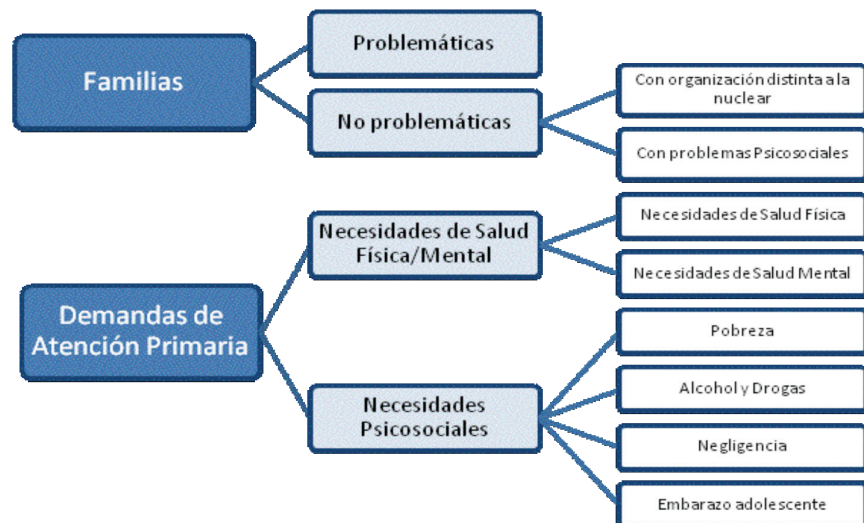 Familias
Problemáticas
No problemáticas
Con organización distinta a la
nuclear
Con problemas Psicosociales
Demandas de
Atención Primaria
Necesidades de Salud
Física/Mental
Necesidades de Salud Física
Necesidades de Salud Mental
Necesidades
Psicosociales
Pobreza
Alcohol y Drogas
Negligencia
Embarazo adolescente